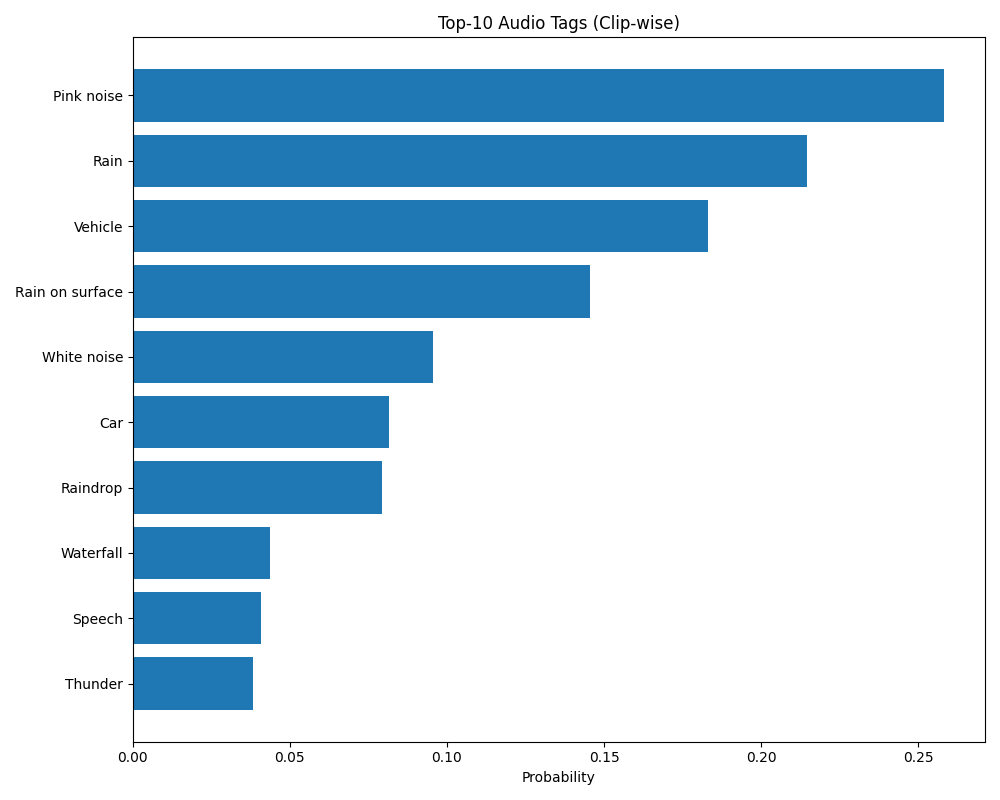 Top-10 Audio Tags (Clip-wise)
Pink noise
Rain
Vehicle
Rain on surface
White noise
Car
Raindrop
Waterfall
Speech
Thunder
0.00 0.05 0.10 0.15 0.20 0.25
Probability